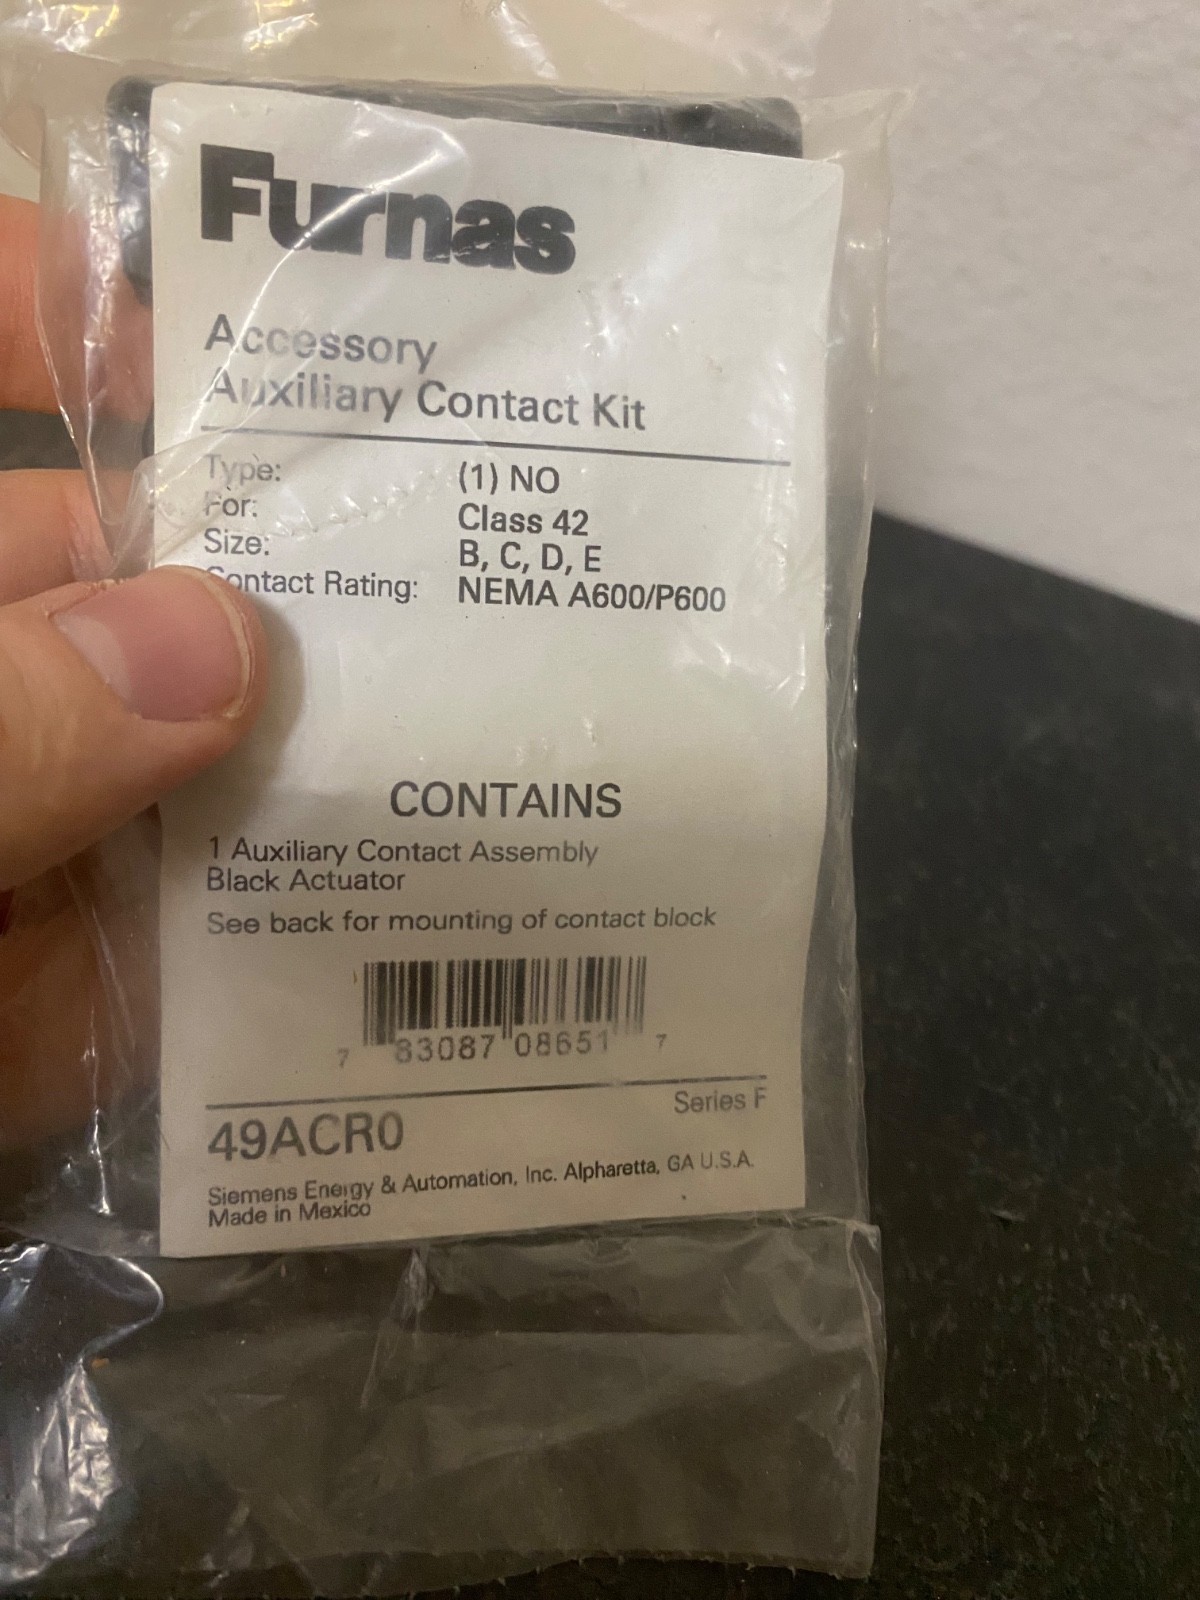 Furnas
Accessory
Auxiliary Contact Kit
Type: (1) NO
For: Class 42
Size: B, C, D, E
Contact Rating: NEMA A600/P600
CONTAINS
1 Auxiliary Contact Assembly
Black Actuator
See back for mounting of contact block
7 83087 08651 7
Series F
49ACR0
Siemens Energy & Automation, Inc. Alpharetta, GA U.S.A.
Made in Mexico